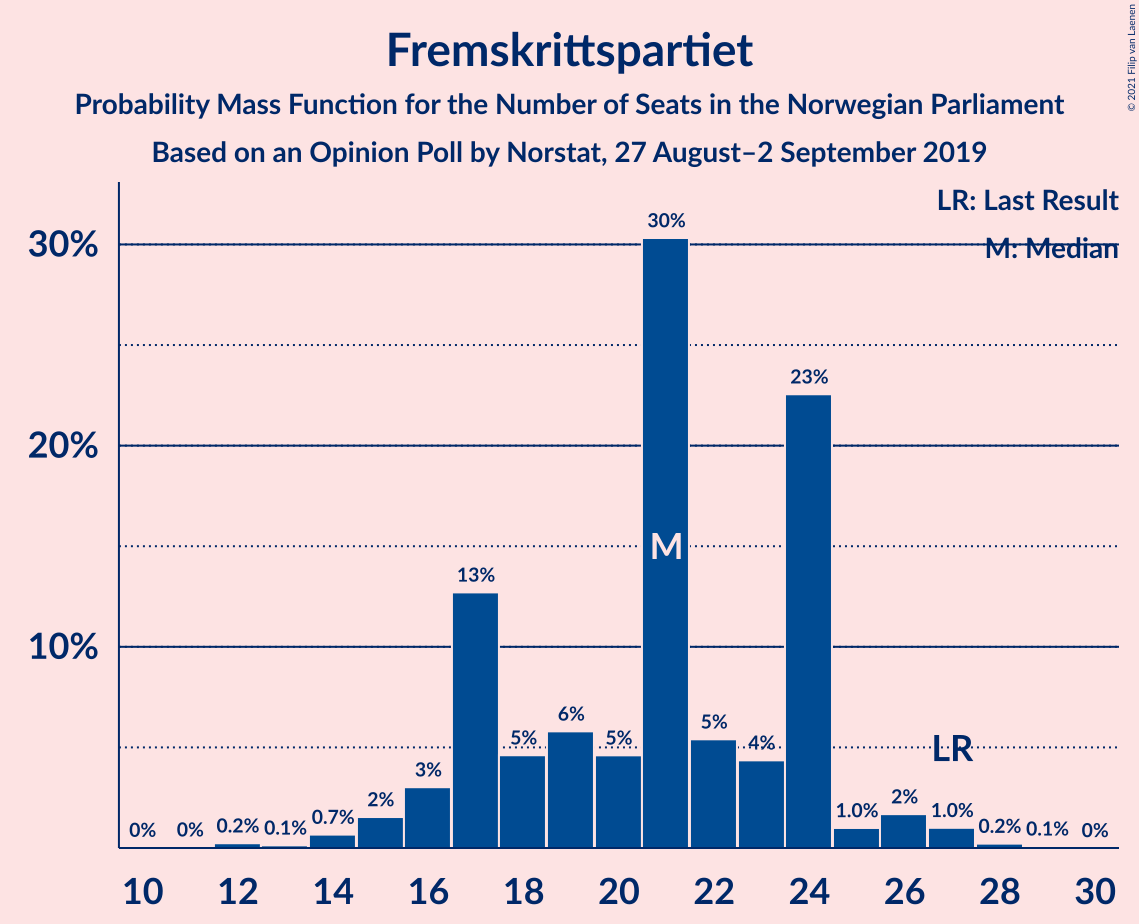 Fremskrittspartiet
Probability Mass Function for the Number of Seats in the Norwegian Parliament
Based on an Opinion Poll by Norstat, 27 August–2 September 2019
© 2021 Filip van Laenen
LR: Last Result
M: Median
30%
20%
10%
0% 0% 0.2% 0.1% 0.7% 2% 3% 13% 5% 6% 5% 30% 5% 4% 23% 1.0% 2% 1.0% 0.2% 0.1% 0%
M
LR
10 12 14 16 18 20 22 24 26 28 30